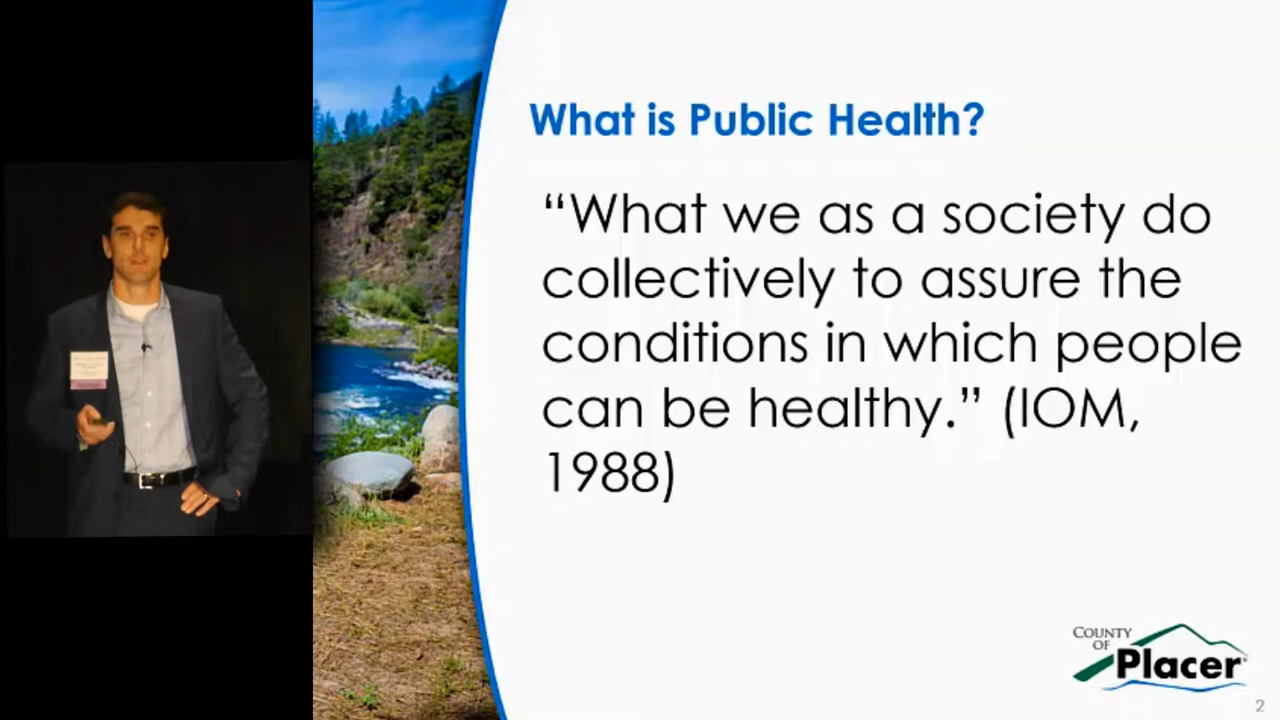 What is Public Health?
“What we as a society do
collectively to assure the
conditions in which people
can be healthy.” (IOM,
1988)
COUNTY
OF
Placer
2